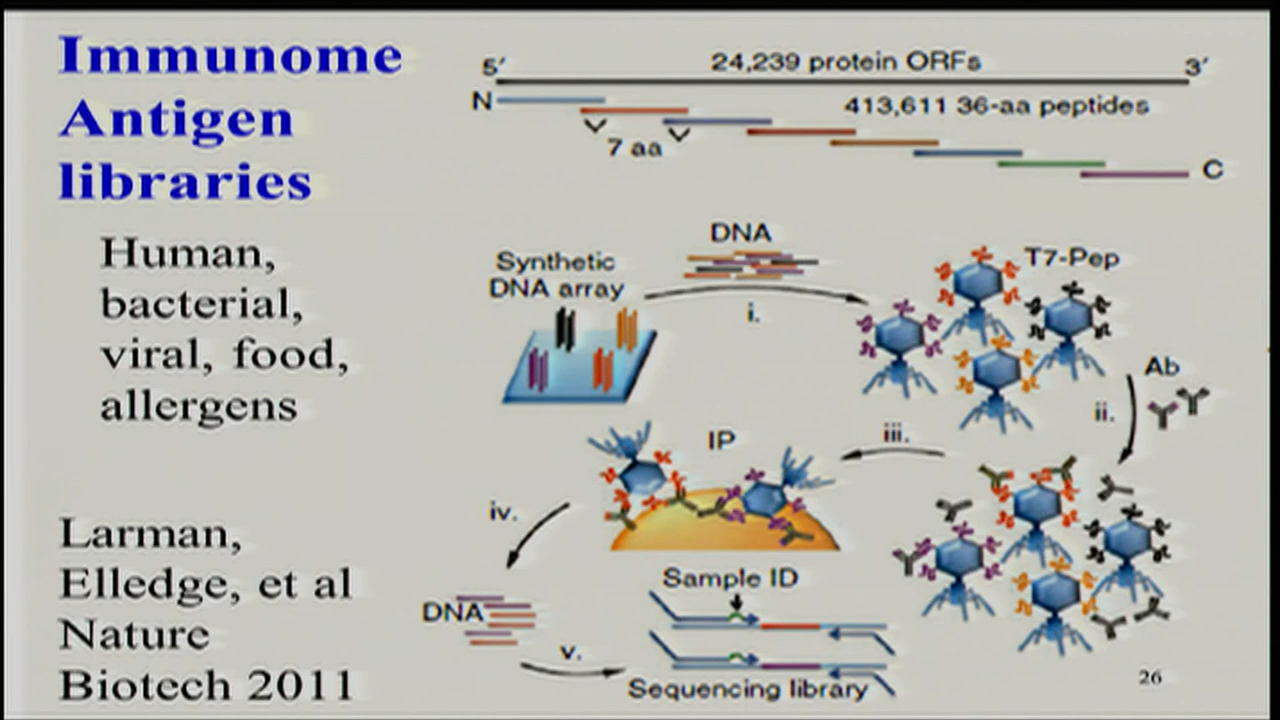 Immunome
Antigen
libraries
Human,
bacterial,
viral, food,
allergens
Larman,
Elledge, et al
Nature
Biotech 2011
5′ 24,239 protein ORFs 3′
N 413,611 36-aa peptides
7 aa
C
DNA
Synthetic
DNA array
i.
T7-Pep
Ab
ii.
iii.
IP
iv.
Sample ID
DNA
v.
Sequencing library
26